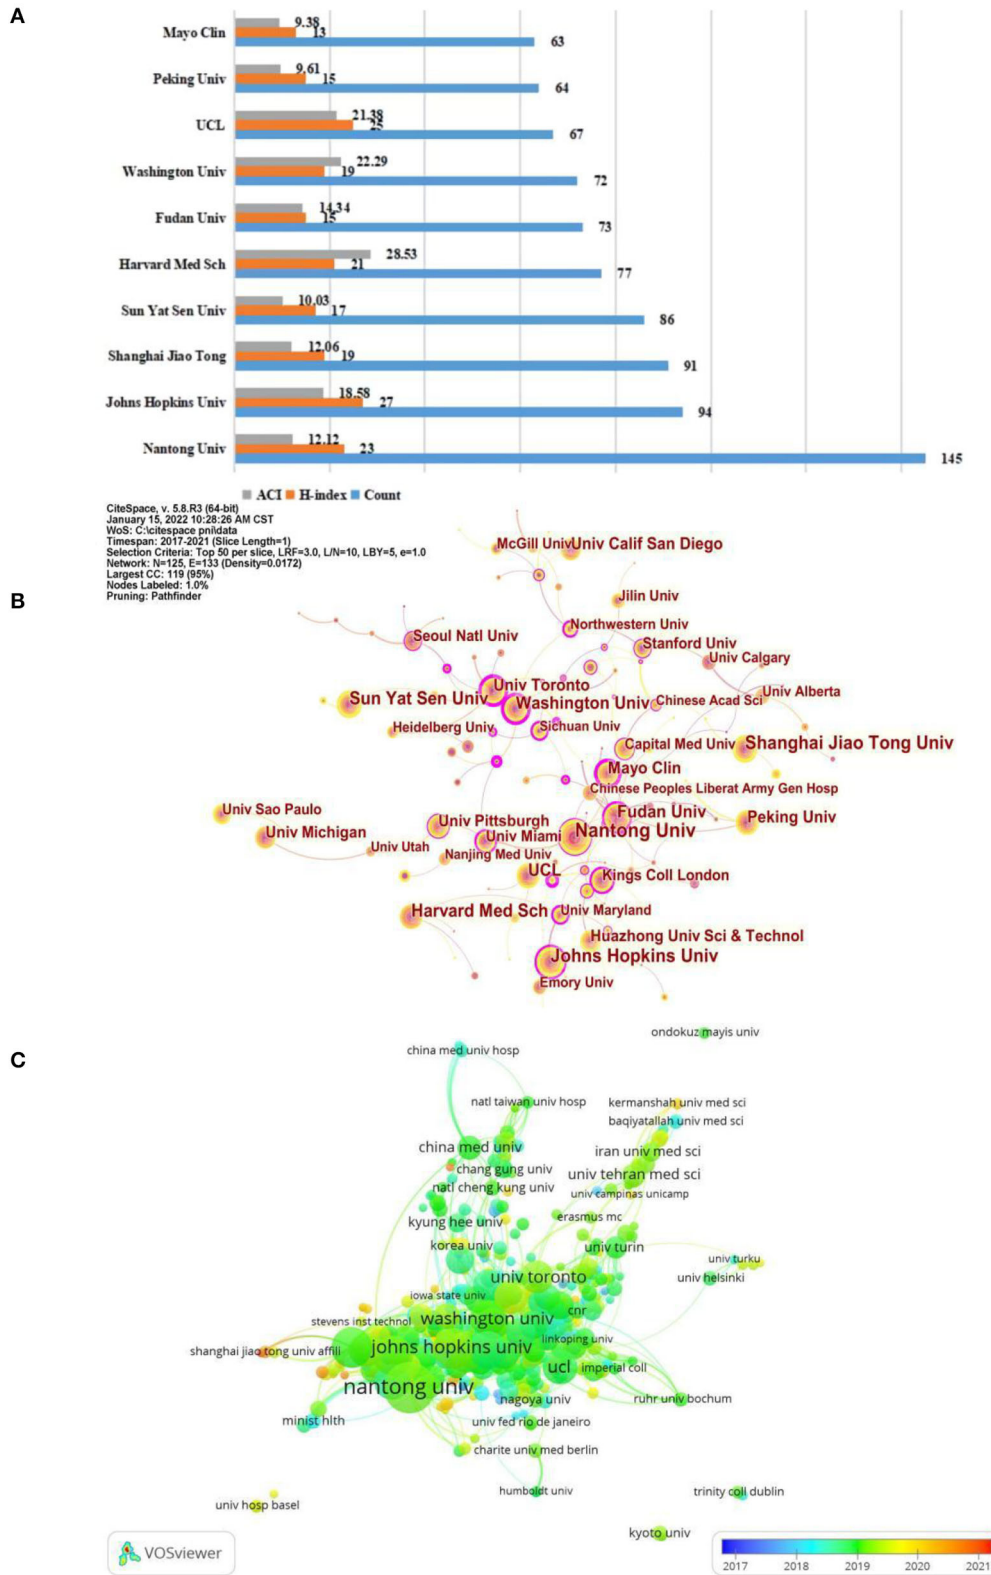 A
Mayo Clin
9.38
13
63
Peking Univ
9.61
15
64
UCL
21.38
25
67
Washington Univ
22.29
19
72
Fudan Univ
14.34
15
73
Harvard Med Sch
28.53
21
77
Sun Yat Sen Univ
10.03
17
86
Shanghai Jiao Tong
12.06
19
91
Johns Hopkins Univ
18.58
27
94
Nantong Univ
12.12
23
145
ACI H-index Count
CiteSpace, v. 5.8.R3 (64-bit)
January 15, 2022 10:28:26 AM CST
WoS: C:\citespace pni\data
Timespan: 2017-2021 (Slice Length=1)
Selection Criteria: Top 50 per slice, LRF=3.0, L/N=10, LBY=5, e=1.0
Network: N=125, E=133 (Density=0.0172)
Largest CC: 119 (95%)
Nodes Labeled: 1.0%
Pruning: Pathfinder
B
McGill Univ
Univ Calif San Diego
Jilin Univ
Northwestern Univ
Seoul Natl Univ
Stanford Univ
Univ Calgary
Univ Toronto
Sun Yat Sen Univ
Washington Univ
Chinese Acad Sci
Univ Alberta
Heidelberg Univ
Sichuan Univ
Capital Med Univ
Shanghai Jiao Tong Univ
Mayo Clin
Chinese Peoples Liberat Army Gen Hosp
Univ Sao Paulo
Fudan Univ
Peking Univ
Univ Pittsburgh
Nantong Univ
Univ Michigan
Univ Miami
Univ Utah
Nanjing Med Univ
UCL
Kings Coll London
Harvard Med Sch
Univ Maryland
Huazhong Univ Sci & Technol
Johns Hopkins Univ
Emory Univ
C
ondokuz mayis univ
china med univ hosp
natl taiwan univ hosp
kermanshah univ med sci
baqiyatallah univ med sci
china med univ
iran univ med sci
chang gung univ
univ tehran med sci
natl cheng kung univ
univ campinas unicamp
kyung hee univ
erasmus mc
korea univ
univ turin
univ turku
univ toronto
univ helsinki
iowa state univ
cnr
stevens inst technol
washington univ
linkoping univ
shanghai jiao tong univ affili
johns hopkins univ
ucl
imperial coll
nantong univ
nagoya univ
ruhr univ bochum
minist hlth
univ fed rio de janeiro
charite univ med berlin
humboldt univ
trinity coll dublin
univ hosp basel
kyoto univ
VOSviewer
2017 2018 2019 2020 2021